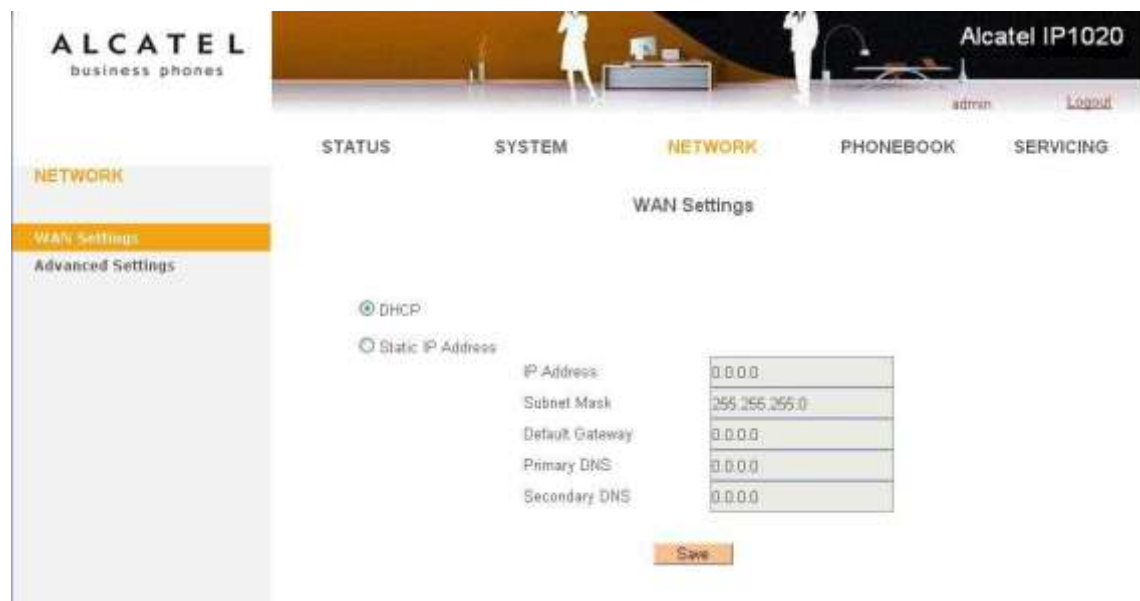 ALCATEL
business phones
Alcatel IP1020
admin Logout
STATUS SYSTEM NETWORK PHONEBOOK SERVICING
NETWORK
WAN Settings
WAN Settings
Advanced Settings
DHCP
Static IP Address
IP Address 0.0.0.0
Subnet Mask 255.255.255.0
Default Gateway 0.0.0.0
Primary DNS 0.0.0.0
Secondary DNS 0.0.0.0
Save